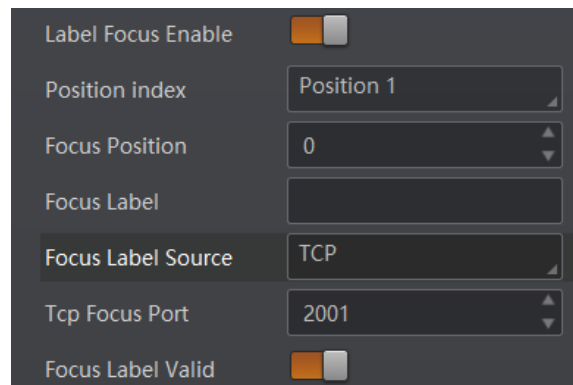 Label Focus Enable
Position index Position 1
Focus Position 0
Focus Label
Focus Label Source TCP
Tcp Focus Port 2001
Focus Label Valid